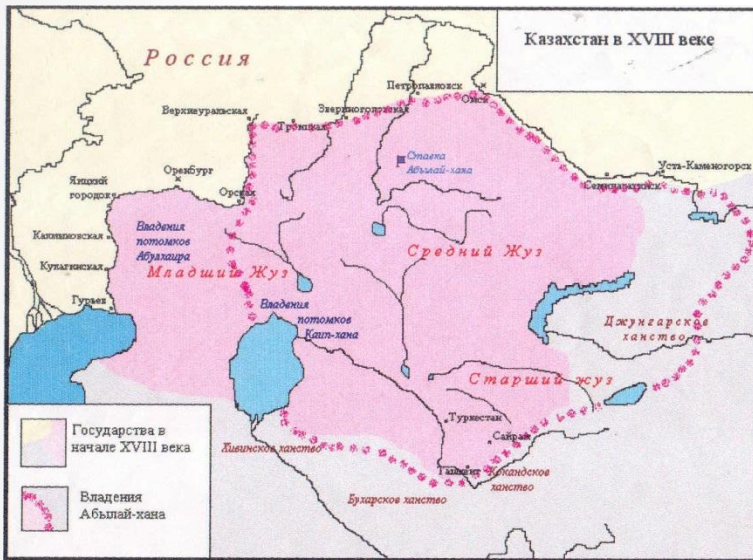 Казахстан в XVIII веке
Россия
Петропавловск
Омск
Звериноголовная
Верхнеуральская
Троицкая
Ставка
Абылай-хана
Усть-Каменогорск
Семипалатинск
Оренбург
Яицкий
городок
Орская
Владения
потомков
Абулхаира
Калмыковская
Средний Жуз
Кулагинская
Младший Жуз
Гурьев
Владения
потомков
Каип-хана
Джунгарское
ханство
Старший жуз
Туркестан
Сайрам
Хивинское ханство
Ташкент
Кокандское
ханство
Бухарское ханство
Государства в
начале XVIII века
Владения
Абылай-хана